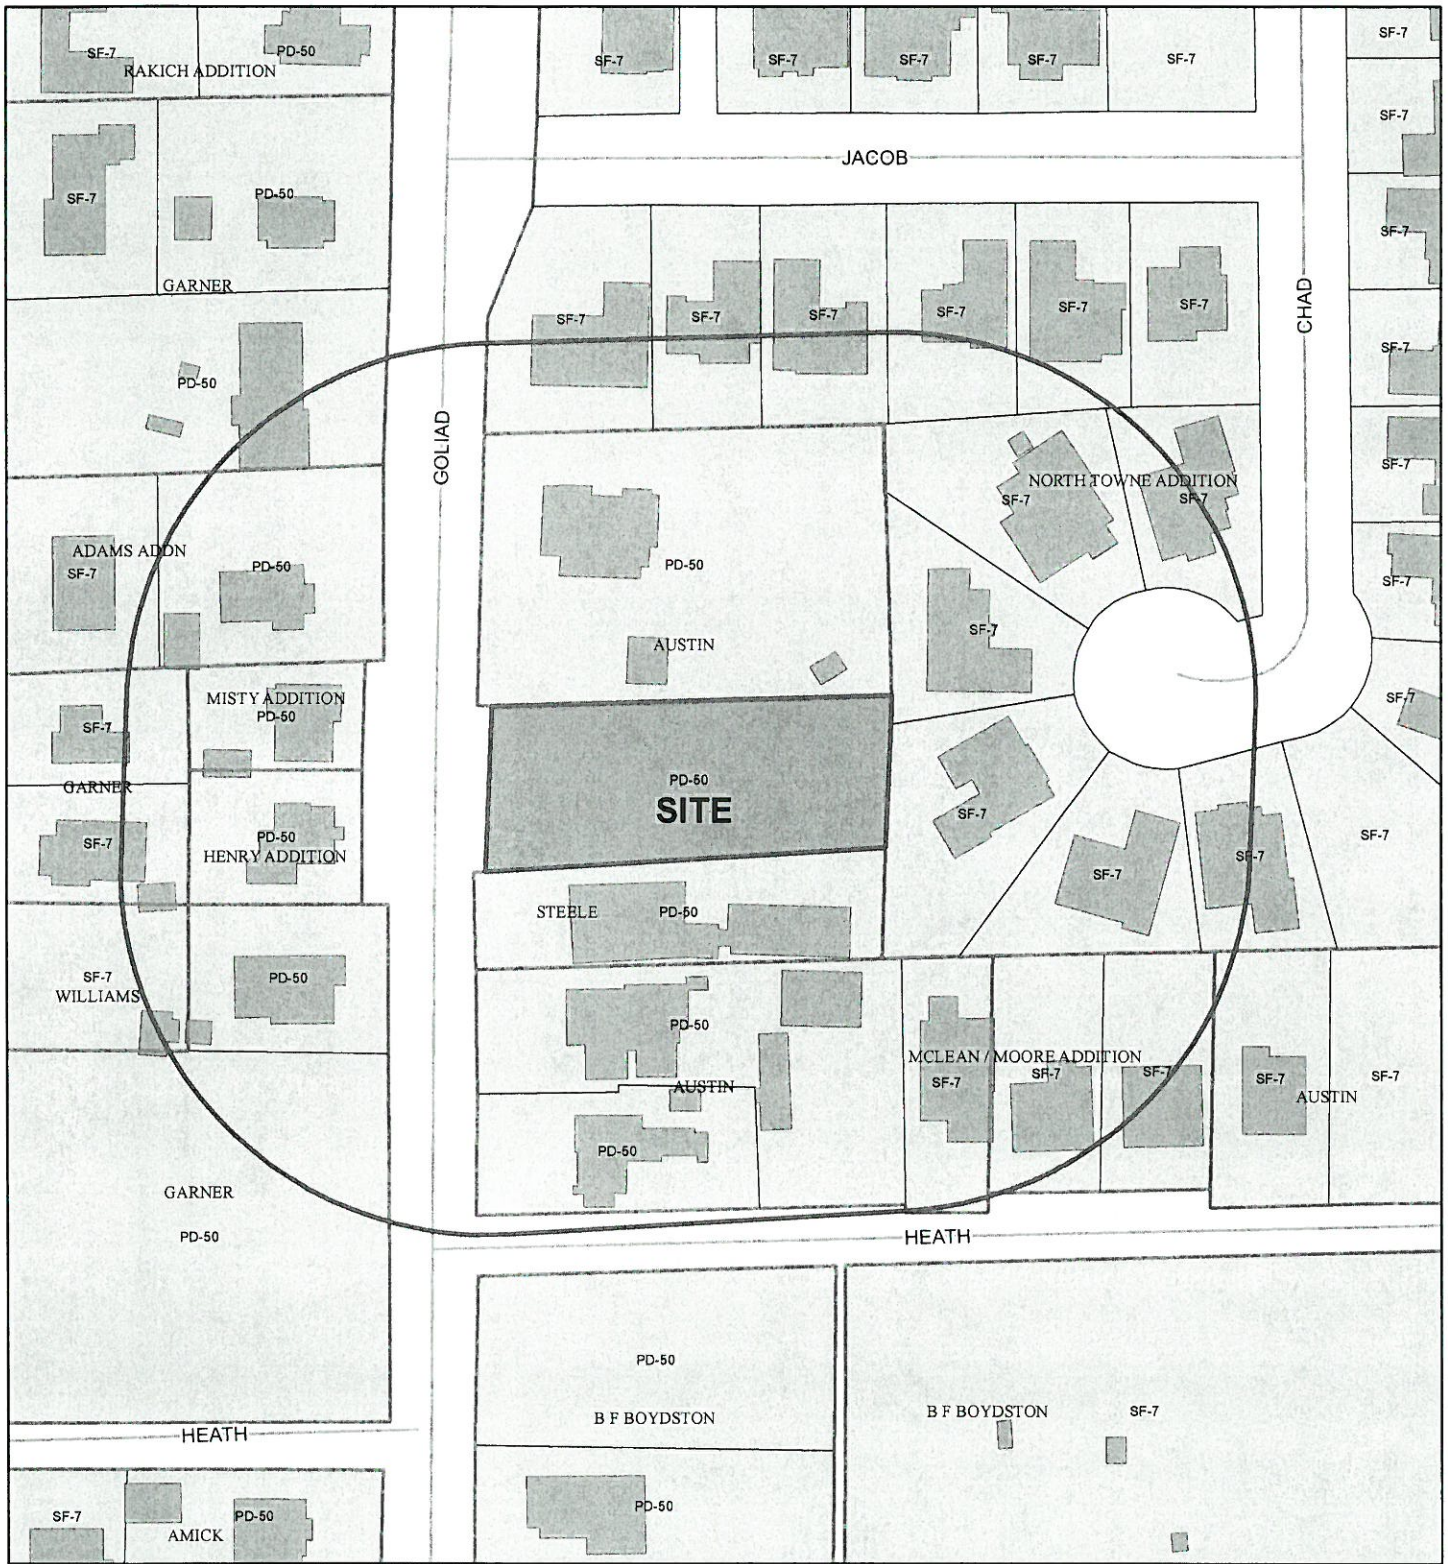 SF-7
PD-50
RAKICH ADDITION
SF-7
SF-7
SF-7
SF-7
SF-7
SF-7
SF-7
JACOB
SF-7
PD-50
GARNER
SF-7
CHAD
SF-7
SF-7
SF-7
SF-7
SF-7
SF-7
SF-7
PD-50
GOLIAD
NORTH TOWNE ADDITION
SF-7
SF-7
SF-7
ADAMS ADDN
SF-7
PD-50
PD-50
SF-7
AUSTIN
SF-7
MISTY ADDITION
PD-50
SF-7
SF-7
GARNER
PD-50
SITE
SF-7
SF-7
PD-50
HENRY ADDITION
SF-7
SF-7
SF-7
STEELE
PD-50
SF-7
WILLIAMS
PD-50
PD-50
MCLEAN / MOORE ADDITION
SF-7
SF-7
SF-7
SF-7
SF-7
AUSTIN
AUSTIN
PD-50
GARNER
PD-50
HEATH
PD-50
B F BOYDSTON
B F BOYDSTON
SF-7
HEATH
SF-7
PD-50
AMICK
PD-50